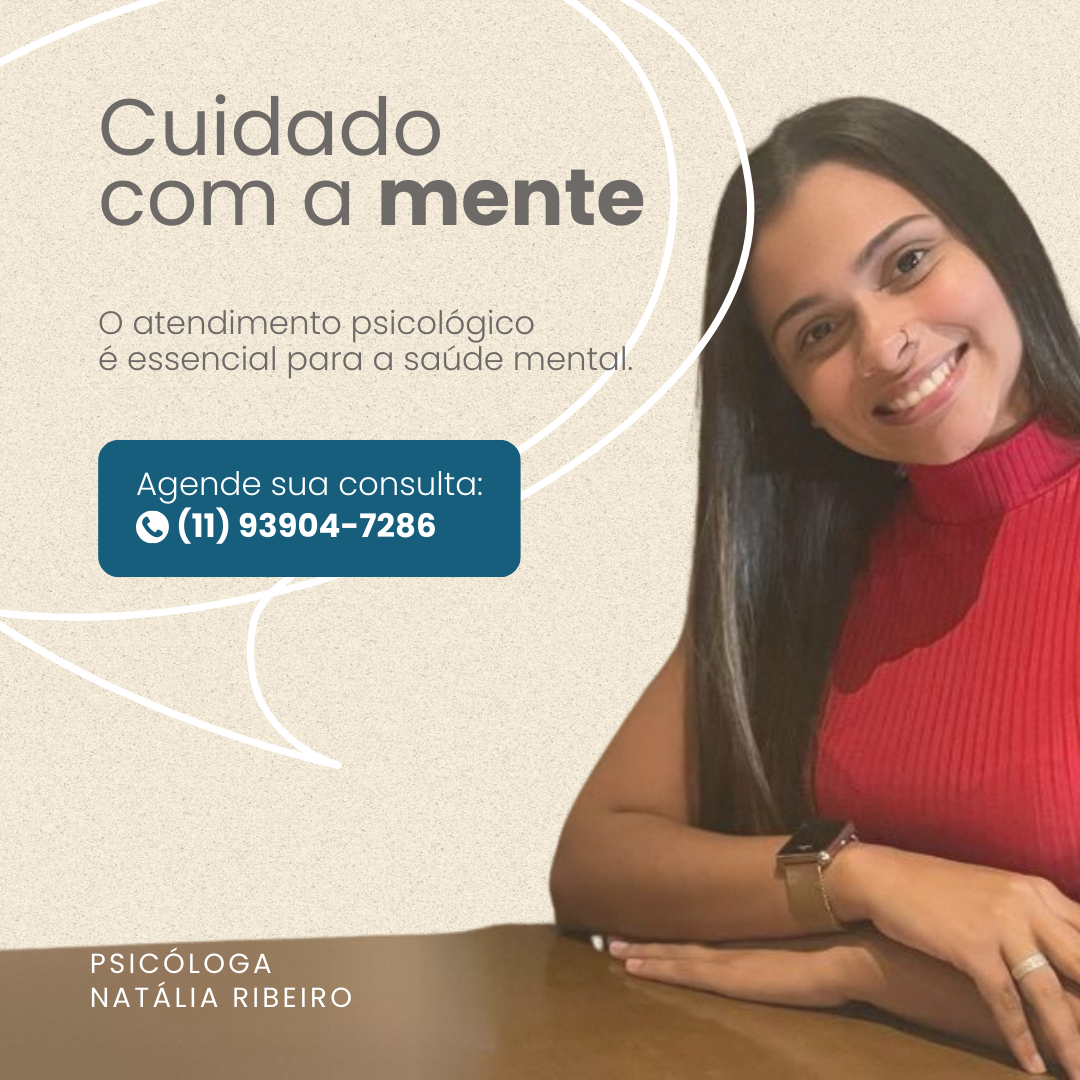 Cuidado
com a mente
O atendimento psicológico
é essencial para a saúde mental.
Agende sua consulta:
(11) 93904-7286
PSICÓLOGA
NATÁLIA RIBEIRO